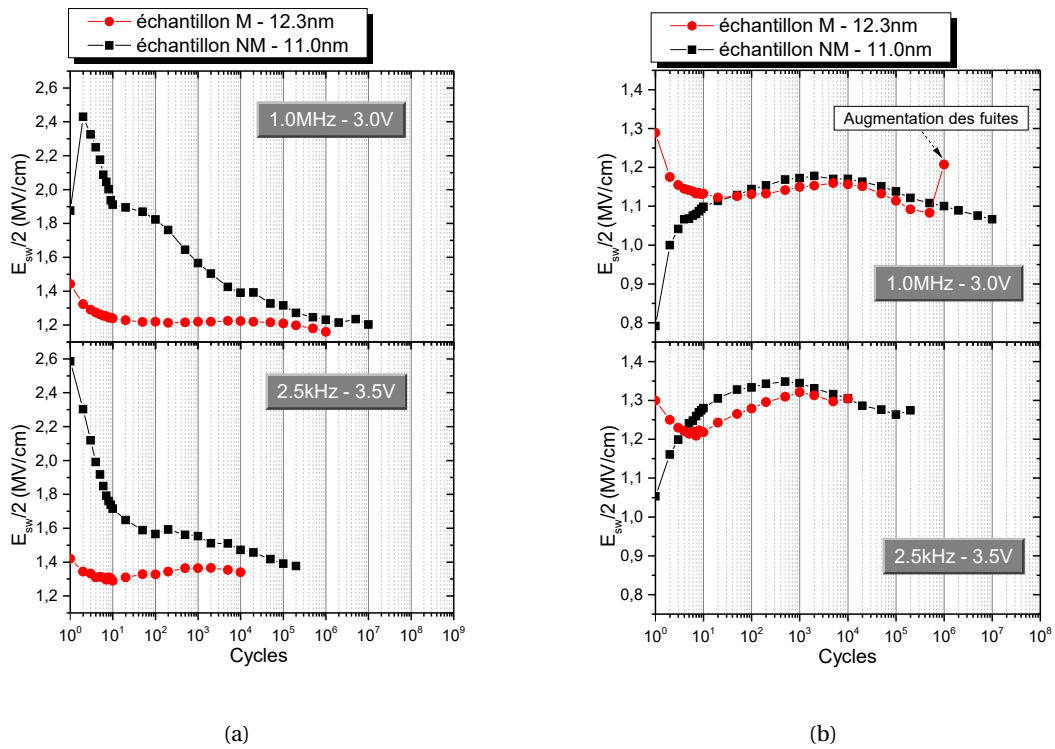 échantillon M - 12.3nm
échantillon NM - 11.0nm
2,6
2,4
2,2
2,0
1,8
1,6
1,4
1,2
E_sw/2 (MV/cm)
1.0MHz - 3.0V
2,6
2,4
2,2
2,0
1,8
1,6
1,4
1,2
E_sw/2 (MV/cm)
2.5kHz - 3.5V
10^0 10^1 10^2 10^3 10^4 10^5 10^6 10^7 10^8 10^9
Cycles
(a)
échantillon M - 12.3nm
échantillon NM - 11.0nm
1,4
1,3
1,2
1,1
1,0
0,9
0,8
E_sw/2 (MV/cm)
Augmentation des fuites
1.0MHz - 3.0V
1,4
1,3
1,2
1,1
1,0
0,9
0,8
E_sw/2 (MV/cm)
2.5kHz - 3.5V
10^0 10^1 10^2 10^3 10^4 10^5 10^6 10^7 10^8
Cycles
(b)